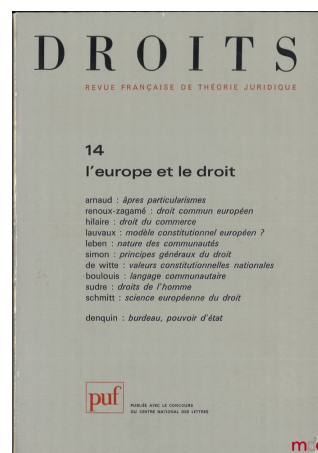 DROITS
REVUE FRANÇAISE DE THÉORIE JURIDIQUE
14
l'europe et le droit
arnaud : âpres particularismes
renoux-zagamé : droit commun européen
hilaire : droit du commerce
lauvaux : modèle constitutionnel européen ?
leben : nature des communautés
simon : principes généraux du droit
de witte : valeurs constitutionnelles nationales
boulouis : langage communautaire
sudre : droits de l'homme
schmitt : science européenne du droit
denquin : burdeau, pouvoir d'état
puf
PUBLIÉE AVEC LE CONCOURS
DU CENTRE NATIONAL DES LETTRES